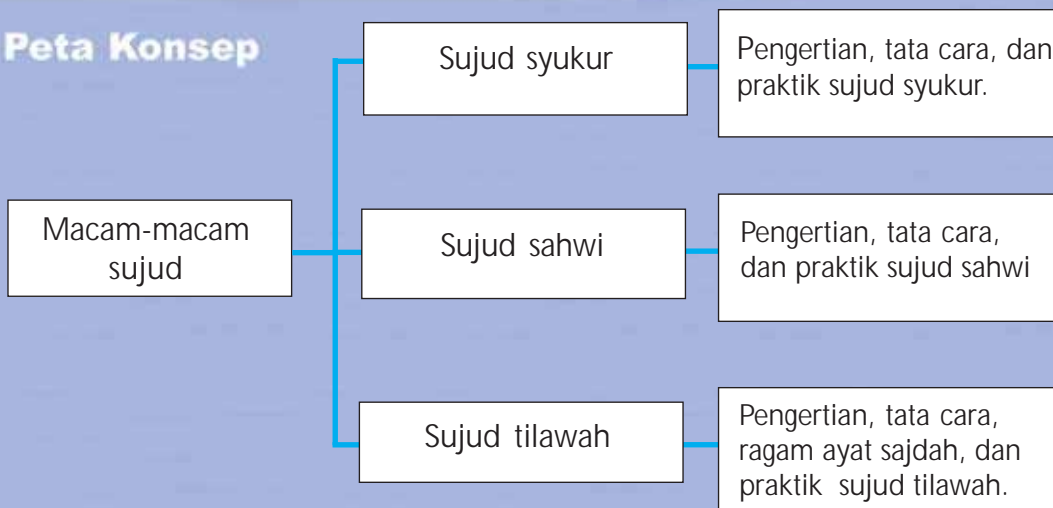 Peta Konsep
Sujud syukur
Pengertian, tata cara, dan
praktik sujud syukur.
Macam-macam
sujud
Sujud sahwi
Pengertian, tata cara,
dan praktik sujud sahwi
Sujud tilawah
Pengertian, tata cara,
ragam ayat sajdah, dan
praktik sujud tilawah.